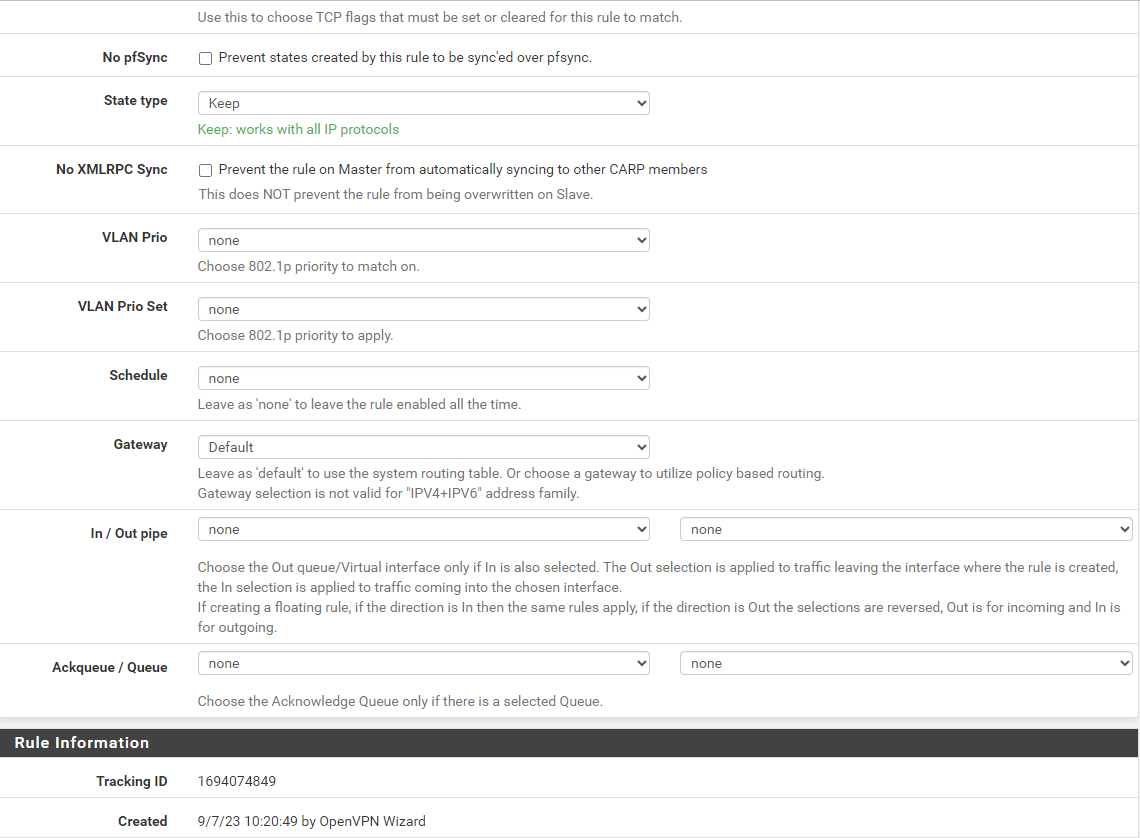 Use this to choose TCP flags that must be set or cleared for this rule to match.
No pfSync
Prevent states created by this rule to be sync'ed over pfsync.
State type
Keep
Keep: works with all IP protocols
No XMLRPC Sync
Prevent the rule on Master from automatically syncing to other CARP members
This does NOT prevent the rule from being overwritten on Slave.
VLAN Prio
none
Choose 802.1p priority to match on.
VLAN Prio Set
none
Choose 802.1p priority to apply.
Schedule
none
Leave as 'none' to leave the rule enabled all the time.
Gateway
Default
Leave as 'default' to use the system routing table. Or choose a gateway to utilize policy based routing.
Gateway selection is not valid for "IPV4+IPV6" address family.
In / Out pipe
none
none
Choose the Out queue/Virtual interface only if In is also selected. The Out selection is applied to traffic leaving the interface where the rule is created,
the In selection is applied to traffic coming into the chosen interface.
If creating a floating rule, if the direction is In then the same rules apply, if the direction is Out the selections are reversed, Out is for incoming and In is
for outgoing.
Ackqueue / Queue
none
none
Choose the Acknowledge Queue only if there is a selected Queue.
Rule Information
Tracking ID
1694074849
Created
9/7/23 10:20:49 by OpenVPN Wizard